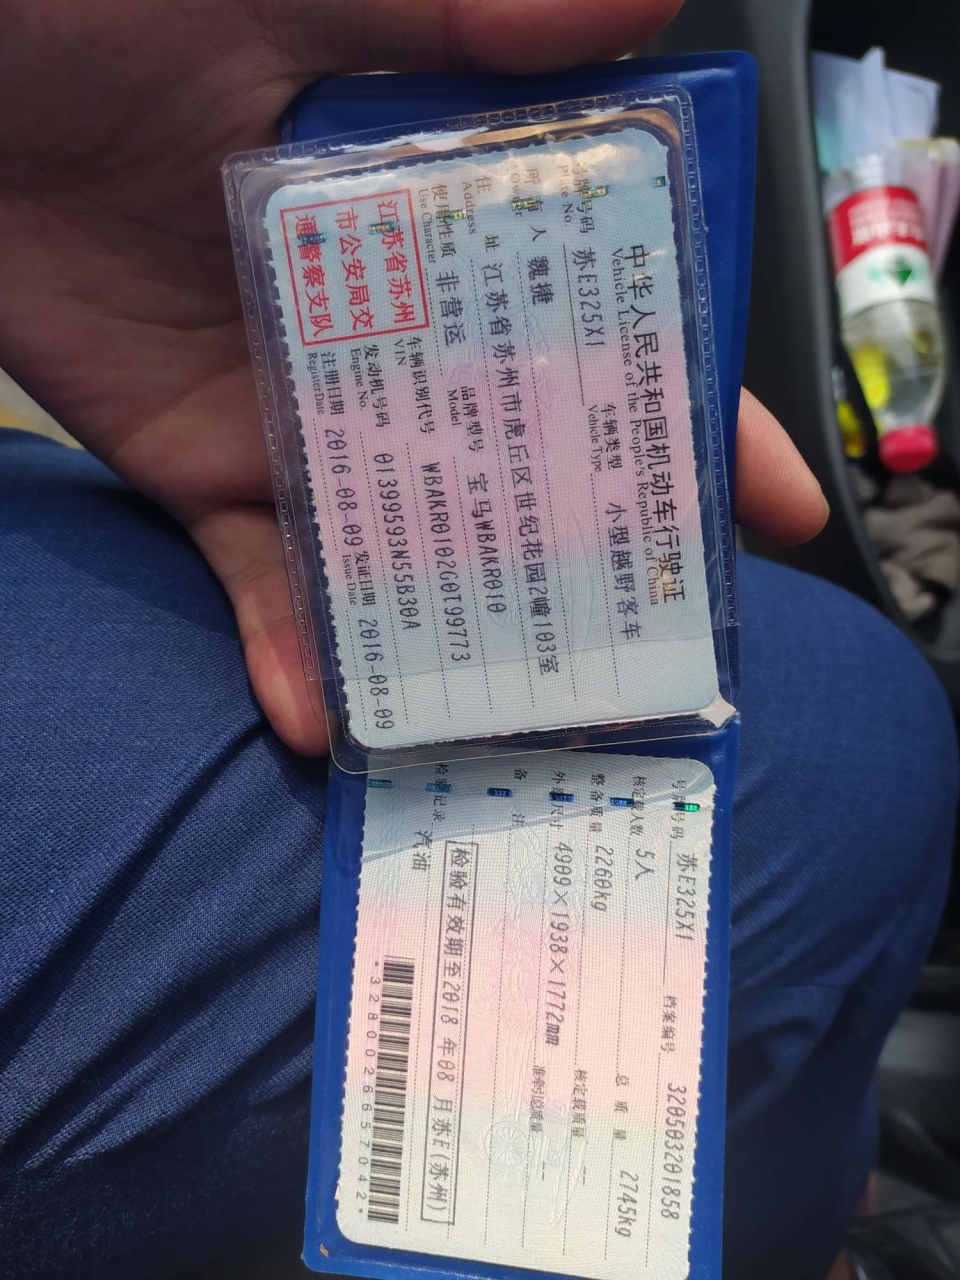 中华人民共和国机动车行驶证
Vehicle License of the People's Republic of China
号牌号码 苏E325X1 车辆类型 小型越野客车
Plate No. Vehicle Type
所有人 魏捷
Owner
住址 江苏省苏州市虎丘区世纪花园2幢103室
Address
使用性质 非营运 品牌型号 宝马WBAKR010
Use Character Model
江苏省苏州
市公安局交
通警察支队
车辆识别代号 WBAKR0102G0T99773
VIN
发动机号码 01399593N55B30A
Engine No.
注册日期 2016-08-09 发证日期 2016-08-09
Register Date Issue Date
号牌号码 苏E325X1 档案编号 320503201858
核定载人数 5人 总质量 2745kg
整备质量 2260kg 核定载质量 --
外廓尺寸 4909×1938×1772mm 准牵引总质量 --
备注
检验有效期至2018年08月苏E(苏州)
检验记录 汽油
*3280026657042*